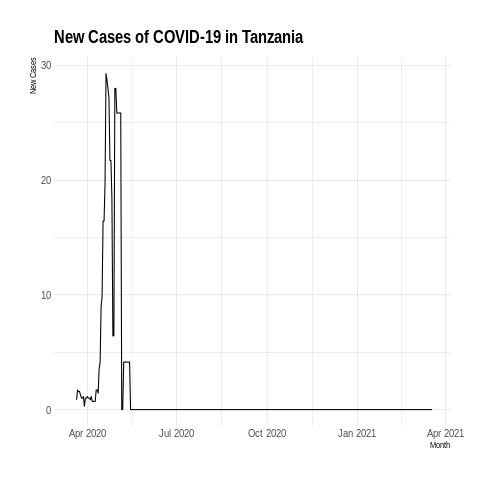 New Cases of COVID-19 in Tanzania
New Cases
30
20
10
0
Apr 2020 Jul 2020 Oct 2020 Jan 2021 Apr 2021
Month